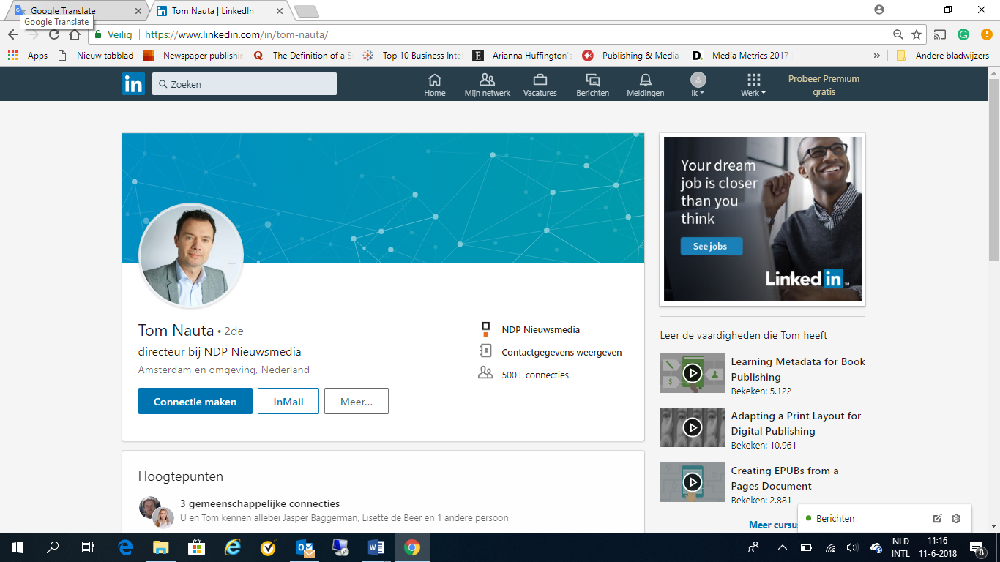 Google Translate
Tom Nauta | LinkedIn
Google Translate
Veilig
https://www.linkedin.com/in/tom-nauta/
Apps
Nieuw tabblad
Newspaper publishin
The Definition of a S
Top 10 Business Inte
Arianna Huffington's
Publishing & Media
Media Metrics 2017
»
Andere bladwijzers
in
Zoeken
Home
Mijn netwerk
Vacatures
Berichten
Meldingen
Ik
Werk
Probeer Premium
gratis
Your dream
job is closer
than you
think
See jobs
Linked in ™
Tom Nauta • 2de
directeur bij NDP Nieuwsmedia
Amsterdam en omgeving, Nederland
Connectie maken
InMail
Meer...
NDP Nieuwsmedia
Contactgegevens weergeven
500+ connecties
Leer de vaardigheden die Tom heeft
Learning Metadata for Book
Publishing
Bekeken: 5.122
Adapting a Print Layout for
Digital Publishing
Bekeken: 10.961
Creating EPUBs from a
Pages Document
Bekeken: 2.881
Meer cursu
Hoogtepunten
3 gemeenschappelijke connecties
U en Tom kennen allebei Jasper Baggerman, Lisette de Beer en 1 andere persoon
Berichten
NLD
INTL
11:16
11-6-2018
8